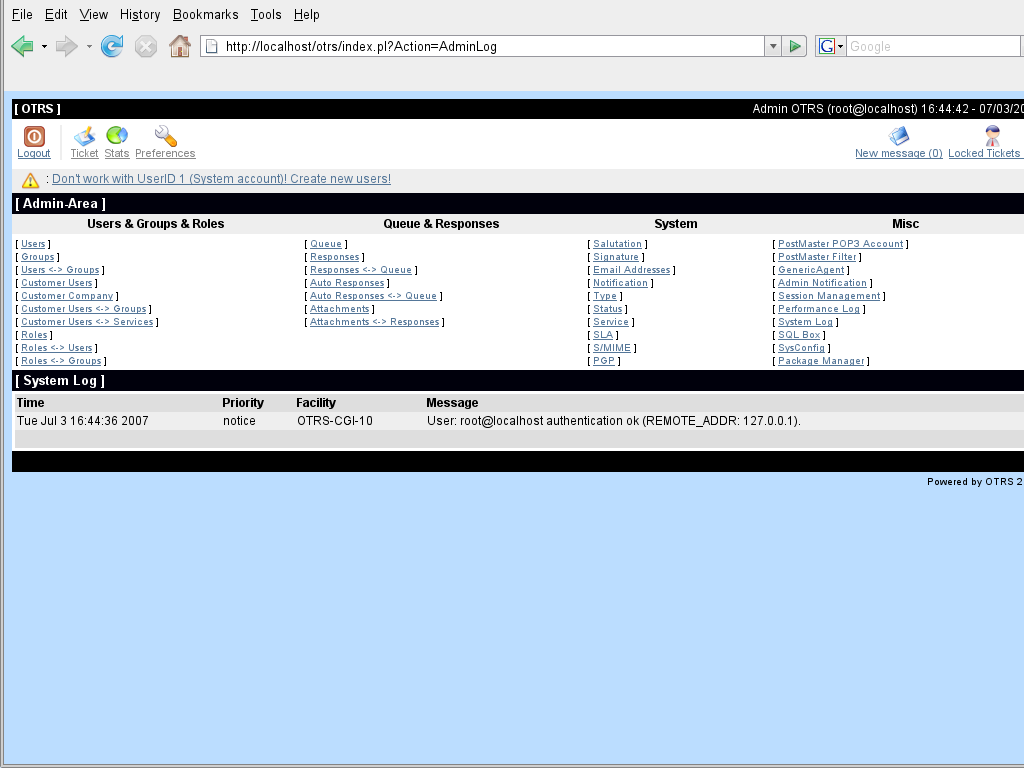 File Edit View History Bookmarks Tools Help
http://localhost/otrs/index.pl?Action=AdminLog
G Google
[ OTRS ] Admin OTRS (root@localhost) 16:44:42 - 07/03/20
Logout Ticket Stats Preferences New message (0) Locked Tickets
: Don't work with UserID 1 (System account)! Create new users!
[ Admin-Area ]
Users & Groups & Roles Queue & Responses System Misc
[ Users ] [ Queue ] [ Salutation ] [ PostMaster POP3 Account ]
[ Groups ] [ Responses ] [ Signature ] [ PostMaster Filter ]
[ Users <-> Groups ] [ Responses <-> Queue ] [ Email Addresses ] [ GenericAgent ]
[ Customer Users ] [ Auto Responses ] [ Notification ] [ Admin Notification ]
[ Customer Company ] [ Auto Responses <-> Queue ] [ Type ] [ Session Management ]
[ Customer Users <-> Groups ] [ Attachments ] [ Status ] [ Performance Log ]
[ Customer Users <-> Services ] [ Attachments <-> Responses ] [ Service ] [ System Log ]
[ Roles ] [ SLA ] [ SQL Box ]
[ Roles <-> Users ] [ S/MIME ] [ SysConfig ]
[ Roles <-> Groups ] [ PGP ] [ Package Manager ]
[ System Log ]
Time Priority Facility Message
Tue Jul 3 16:44:36 2007 notice OTRS-CGI-10 User: root@localhost authentication ok (REMOTE_ADDR: 127.0.0.1).
Powered by OTRS 2